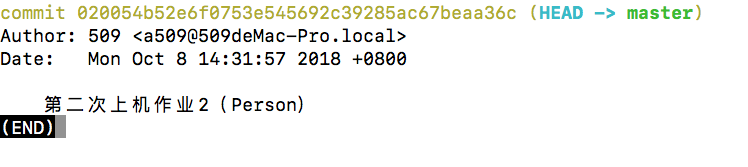 commit 020054b52e6f0753e545692c39285ac67beaa36c (HEAD -> master)
Author: 509 <a509@509deMac-Pro.local>
Date:   Mon Oct 8 14:31:57 2018 +0800
第二次上机作业2（Person）
(END)